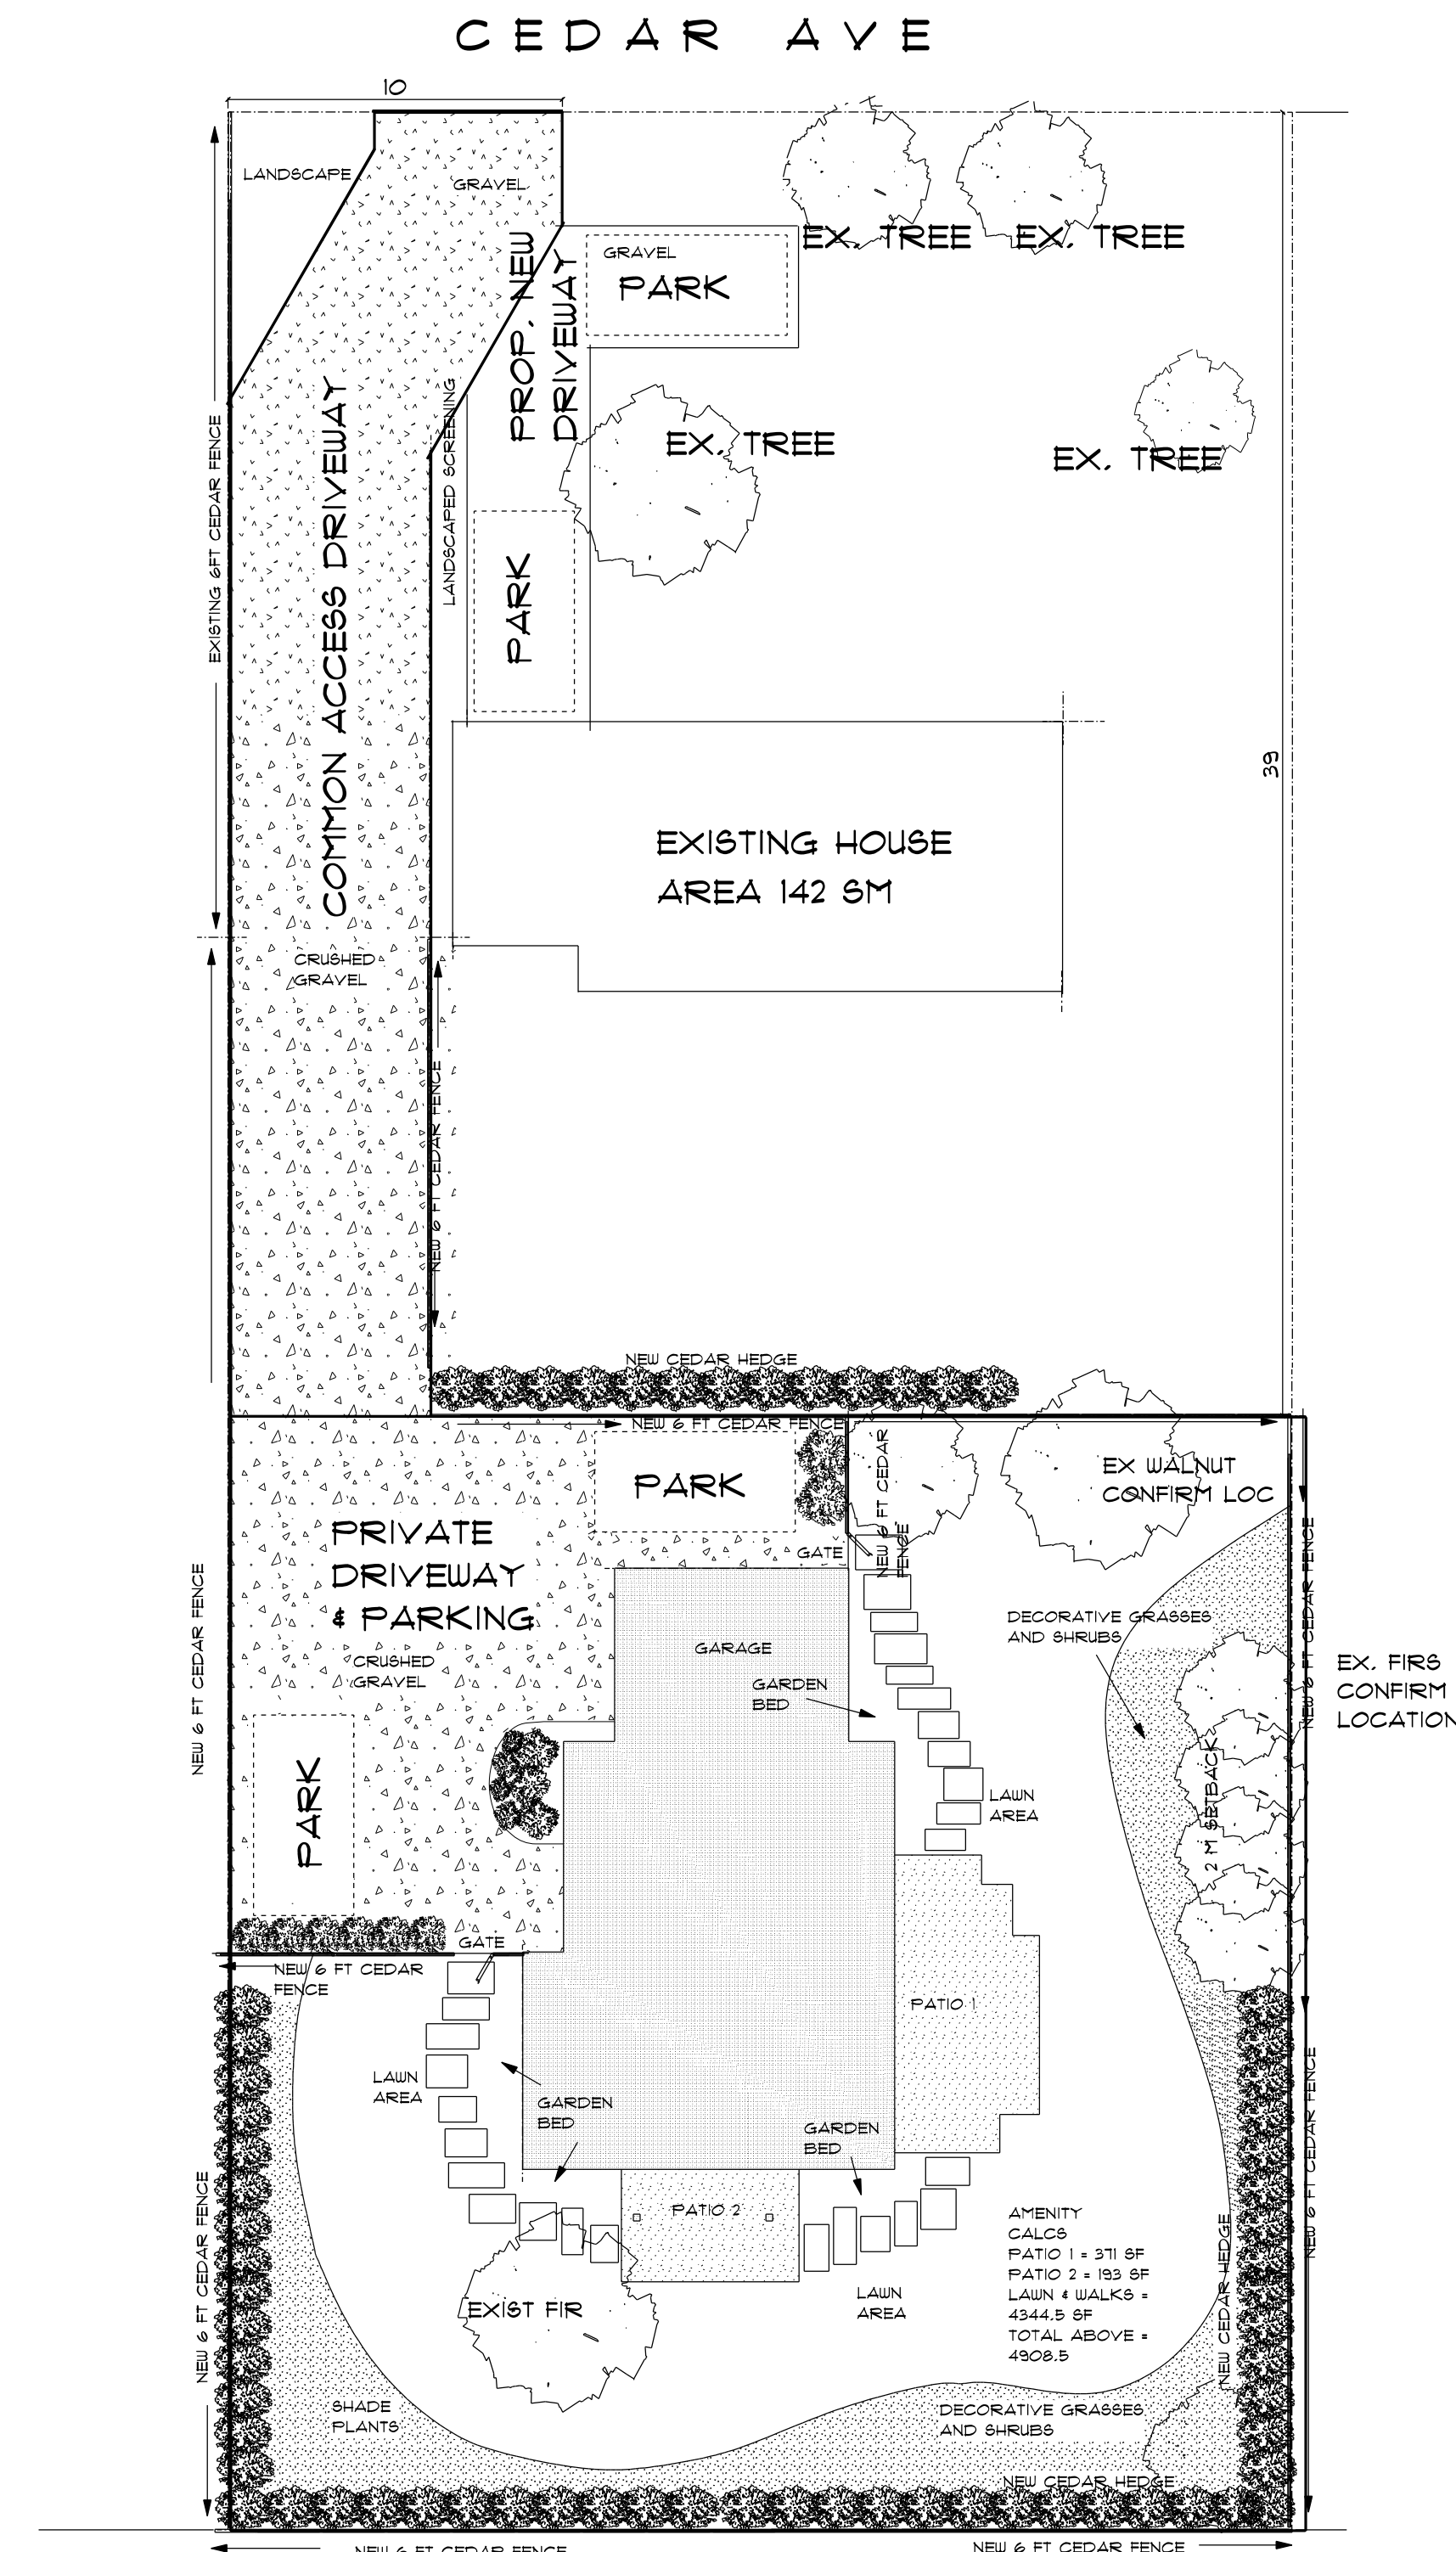 CEDAR AVE
10
LANDSCAPE
GRAVEL
EX. TREE
EX. TREE
GRAVEL
PARK
PROP. NEW
DRIVEWAY
EXISTING 6FT CEDAR FENCE
COMMON ACCESS DRIVEWAY
LANDSCAPED SCREENING
EX. TREE
EX. TREE
PARK
39
EXISTING HOUSE
AREA 142 SM
CRUSHED
GRAVEL
NEW 6 FT CEDAR FENCE
NEW CEDAR HEDGE
NEW 6 FT CEDAR FENCE
PARK
NEW 6 FT CEDAR
FENCE
EX WALNUT
CONFIRM LOC
PRIVATE
DRIVEWAY
& PARKING
GATE
NEW 6 FT CEDAR FENCE
NEW 6 FT CEDAR FENCE
DECORATIVE GRASSES
AND SHRUBS
GARAGE
CRUSHED
GRAVEL
GARDEN
BED
EX. FIRS
CONFIRM
LOCATION
2 M SETBACK
PARK
LAWN
AREA
GATE
NEW 6 FT CEDAR
FENCE
PATIO 1
LAWN
AREA
GARDEN
BED
GARDEN
BED
NEW 6 FT CEDAR FENCE
NEW 6 FT CEDAR FENCE
PATIO 2
AMENITY
CALCS
PATIO 1 = 371 SF
PATIO 2 = 193 SF
LAWN & WALKS =
4344.5 SF
TOTAL ABOVE =
4908.5
NEW CEDAR HEDGE
LAWN
AREA
EXIST FIR
SHADE
PLANTS
DECORATIVE GRASSES
AND SHRUBS
NEW CEDAR HEDGE
NEW 6 FT CEDAR FENCE
NEW 6 FT CEDAR FENCE